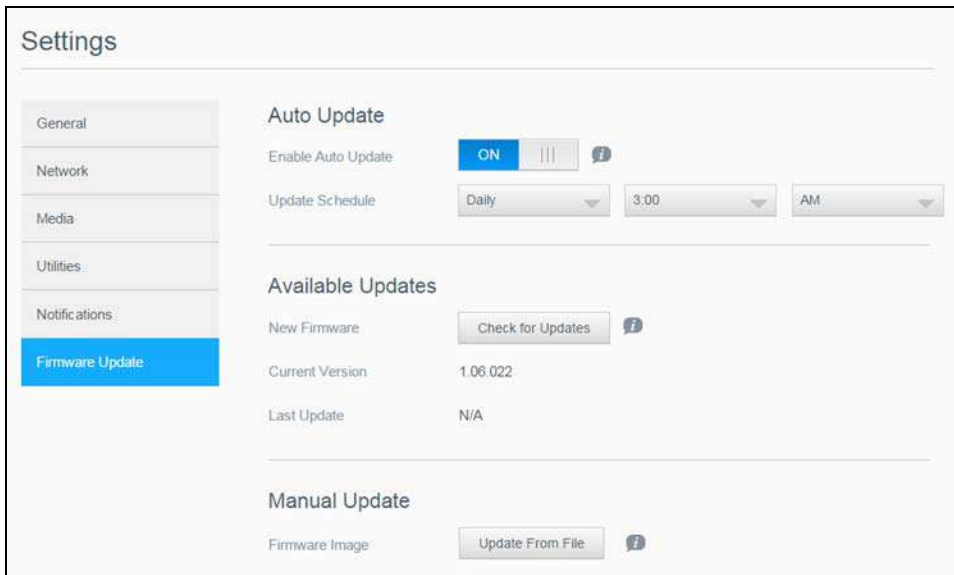 Settings
General
Network
Media
Utilities
Notifications
Firmware Update
Auto Update
Enable Auto Update ON
Update Schedule Daily 3:00 AM
Available Updates
New Firmware Check for Updates
Current Version 1.06.022
Last Update N/A
Manual Update
Firmware Image Update From File